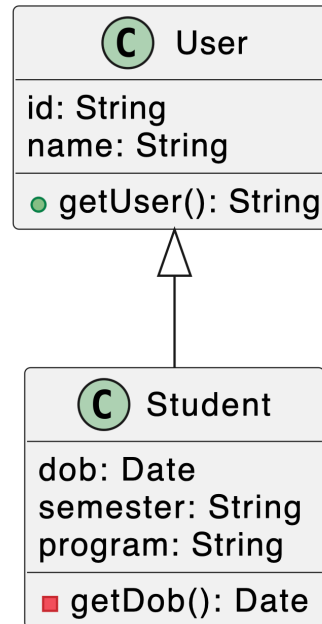 C User
id: String
name: String
getUser(): String
C Student
dob: Date
semester: String
program: String
getDob(): Date